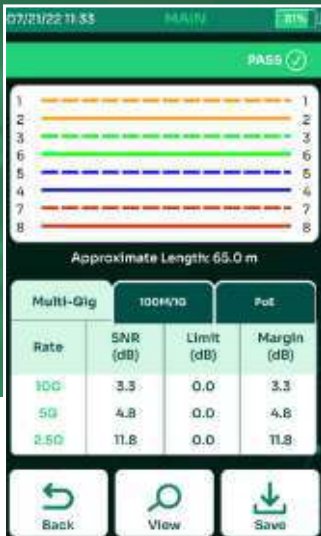 07/21/22 11:33 MAIN 81%
PASS
1 1
2 2
3 3
6 6
5 5
4 4
7 7
8 8
Approximate Length: 65.0 m
Multi-Gig 100M/1G PoE
Rate SNR (dB) Limit (dB) Margin (dB)
10G 3.3 0.0 3.3
5G 4.8 0.0 4.8
2.5G 11.8 0.0 11.8
Back View Save